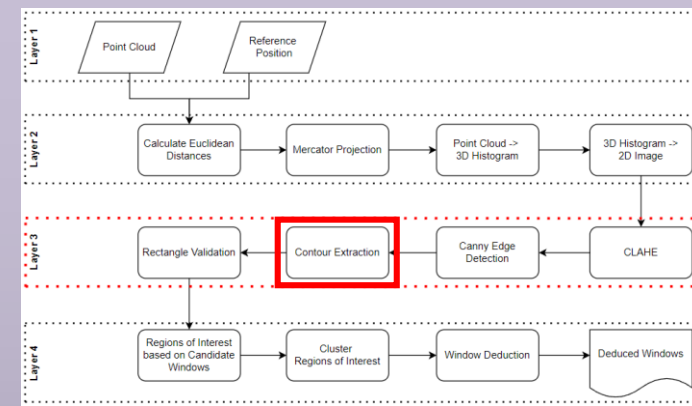 Layer 1
Point Cloud
Reference
Position
Layer 2
Calculate Euclidean
Distances
Mercator Projection
Point Cloud ->
3D Histogram
3D Histogram ->
2D Image
Layer 3
Rectangle Validation
Contour Extraction
Canny Edge
Detection
CLAHE
Layer 4
Regions of Interest
based on Candidate
Windows
Cluster
Regions of Interest
Window Deduction
Deduced Windows